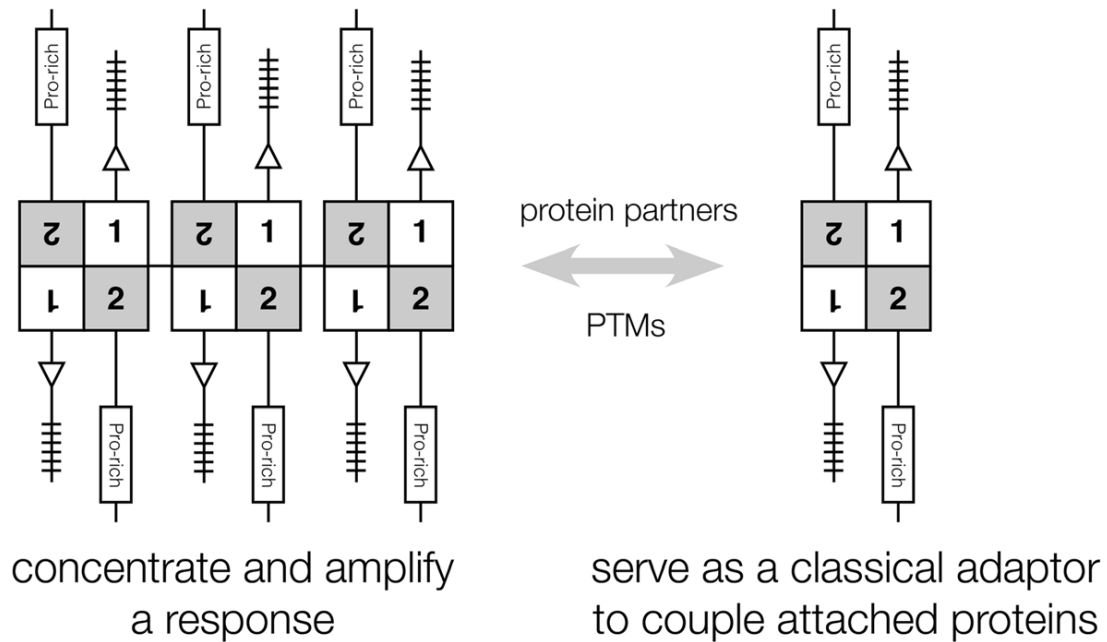 Pro-rich Pro-rich Pro-rich Pro-rich
2 1 2 1 2 1 2 1
1 2 1 2 1 2 1 2
Pro-rich Pro-rich Pro-rich Pro-rich
protein partners
PTMs
concentrate and amplify
a response
serve as a classical adaptor
to couple attached proteins